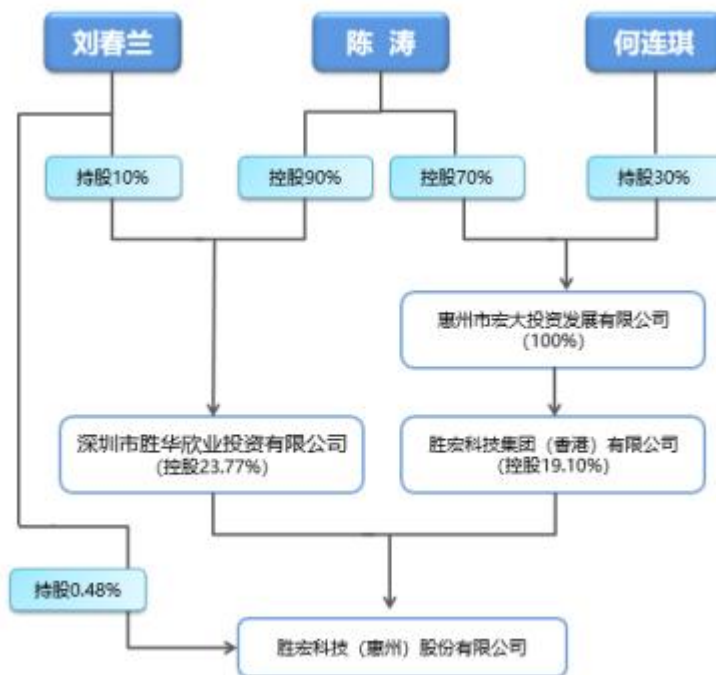 刘春兰
陈 涛
何连琪
持股10%
控股90%
控股70%
持股30%
惠州市宏大投资发展有限公司
(100%)
深圳市胜华欣业投资有限公司
(控股23.77%)
胜宏科技集团（香港）有限公司
(控股19.10%)
持股0.48%
胜宏科技（惠州）股份有限公司